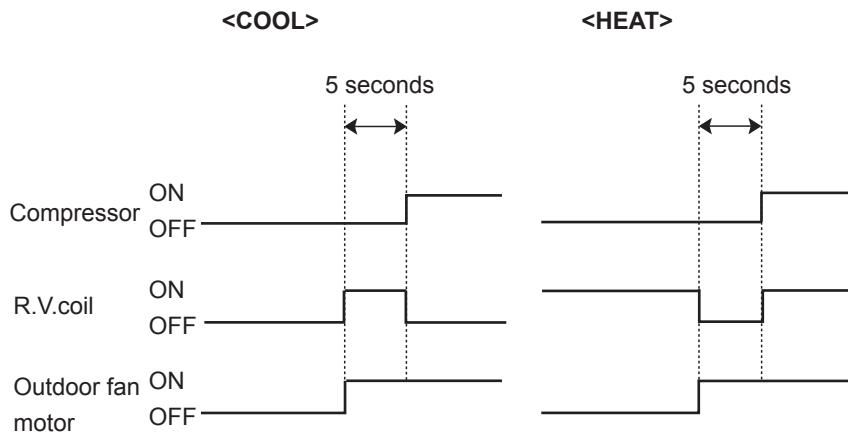 <COOL>
<HEAT>
5 seconds
5 seconds
Compressor
ON
OFF
R.V.coil
ON
OFF
Outdoor fan
motor
ON
OFF